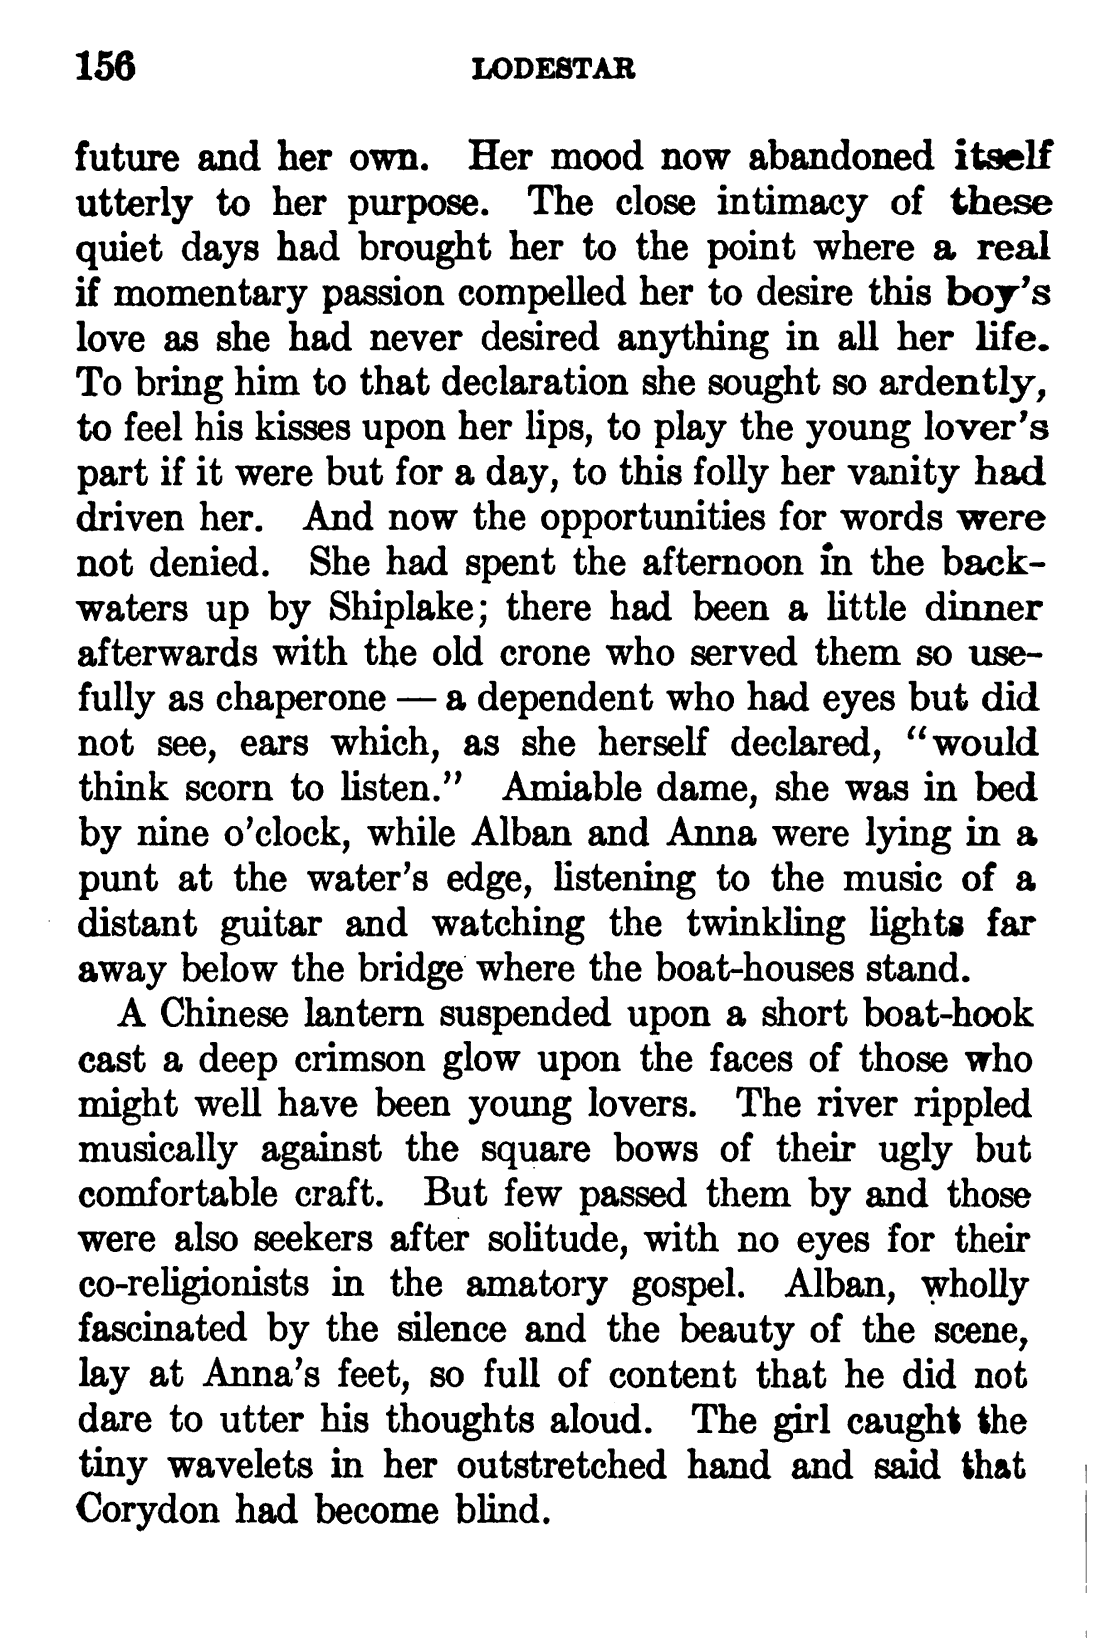 156 LODESTAR
future and her own. Her mood now abandoned itself
utterly to her purpose. The close intimacy of these
quiet days had brought her to the point where a real
if momentary passion compelled her to desire this boy's
love as she had never desired anything in all her life.
To bring him to that declaration she sought so ardently,
to feel his kisses upon her lips, to play the young lover's
part if it were but for a day, to this folly her vanity had
driven her. And now the opportunities for words were
not denied. She had spent the afternoon in the back-
waters up by Shiplake; there had been a little dinner
afterwards with the old crone who served them so use-
fully as chaperone — a dependent who had eyes but did
not see, ears which, as she herself declared, "would
think scorn to listen." Amiable dame, she was in bed
by nine o'clock, while Alban and Anna were lying in a
punt at the water's edge, listening to the music of a
distant guitar and watching the twinkling lights far
away below the bridge where the boat-houses stand.
A Chinese lantern suspended upon a short boat-hook
cast a deep crimson glow upon the faces of those who
might well have been young lovers. The river rippled
musically against the square bows of their ugly but
comfortable craft. But few passed them by and those
were also seekers after solitude, with no eyes for their
co-religionists in the amatory gospel. Alban, wholly
fascinated by the silence and the beauty of the scene,
lay at Anna's feet, so full of content that he did not
dare to utter his thoughts aloud. The girl caught the
tiny wavelets in her outstretched hand and said that
Corydon had become blind.